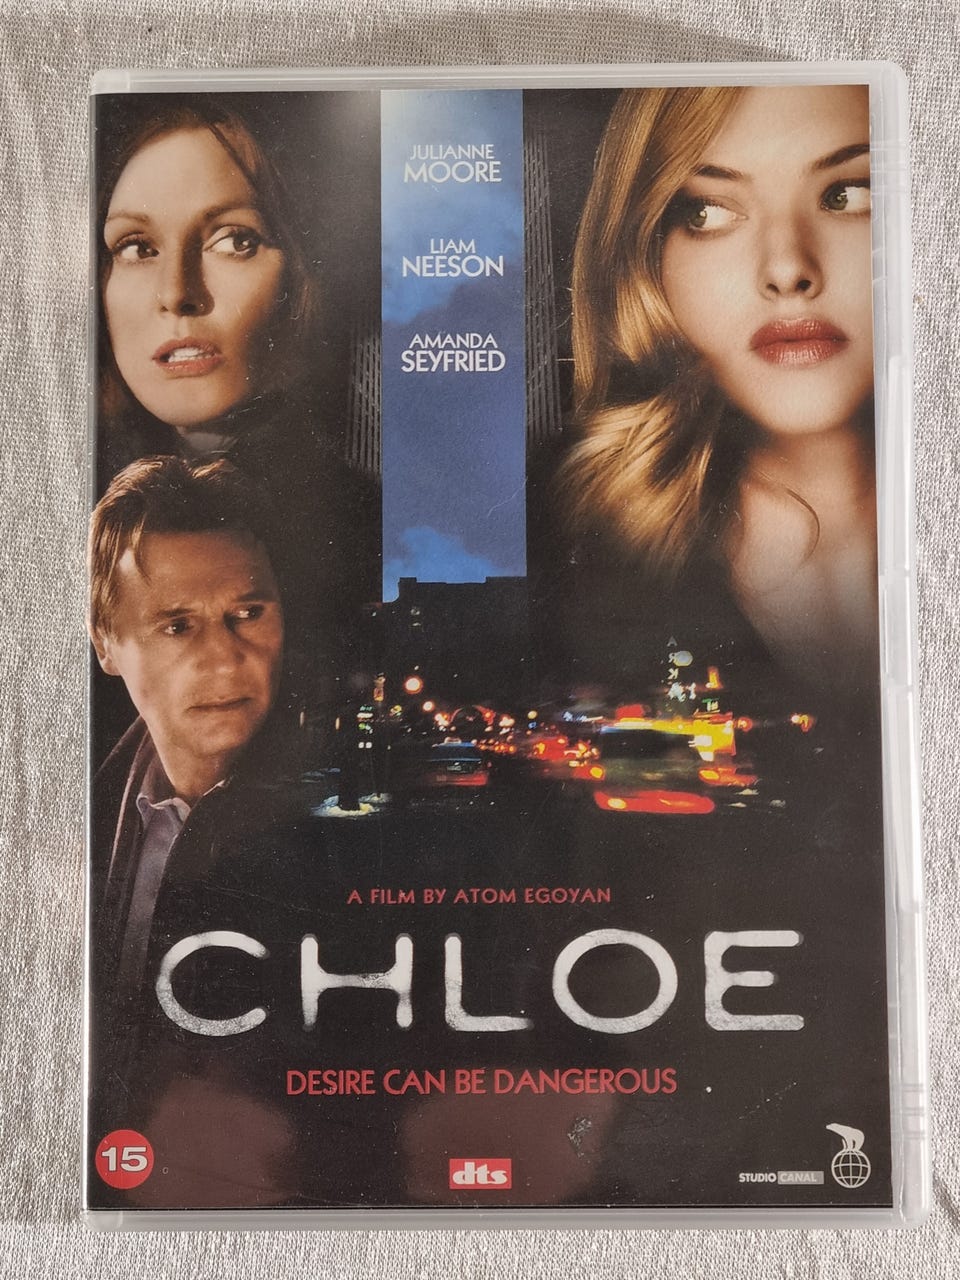 JULIANNE
MOORE
LIAM
NEESON
AMANDA
SEYFRIED
A FILM BY ATOM EGOYAN
CHLOE
DESIRE CAN BE DANGEROUS
15
dts
STUDIO CANAL